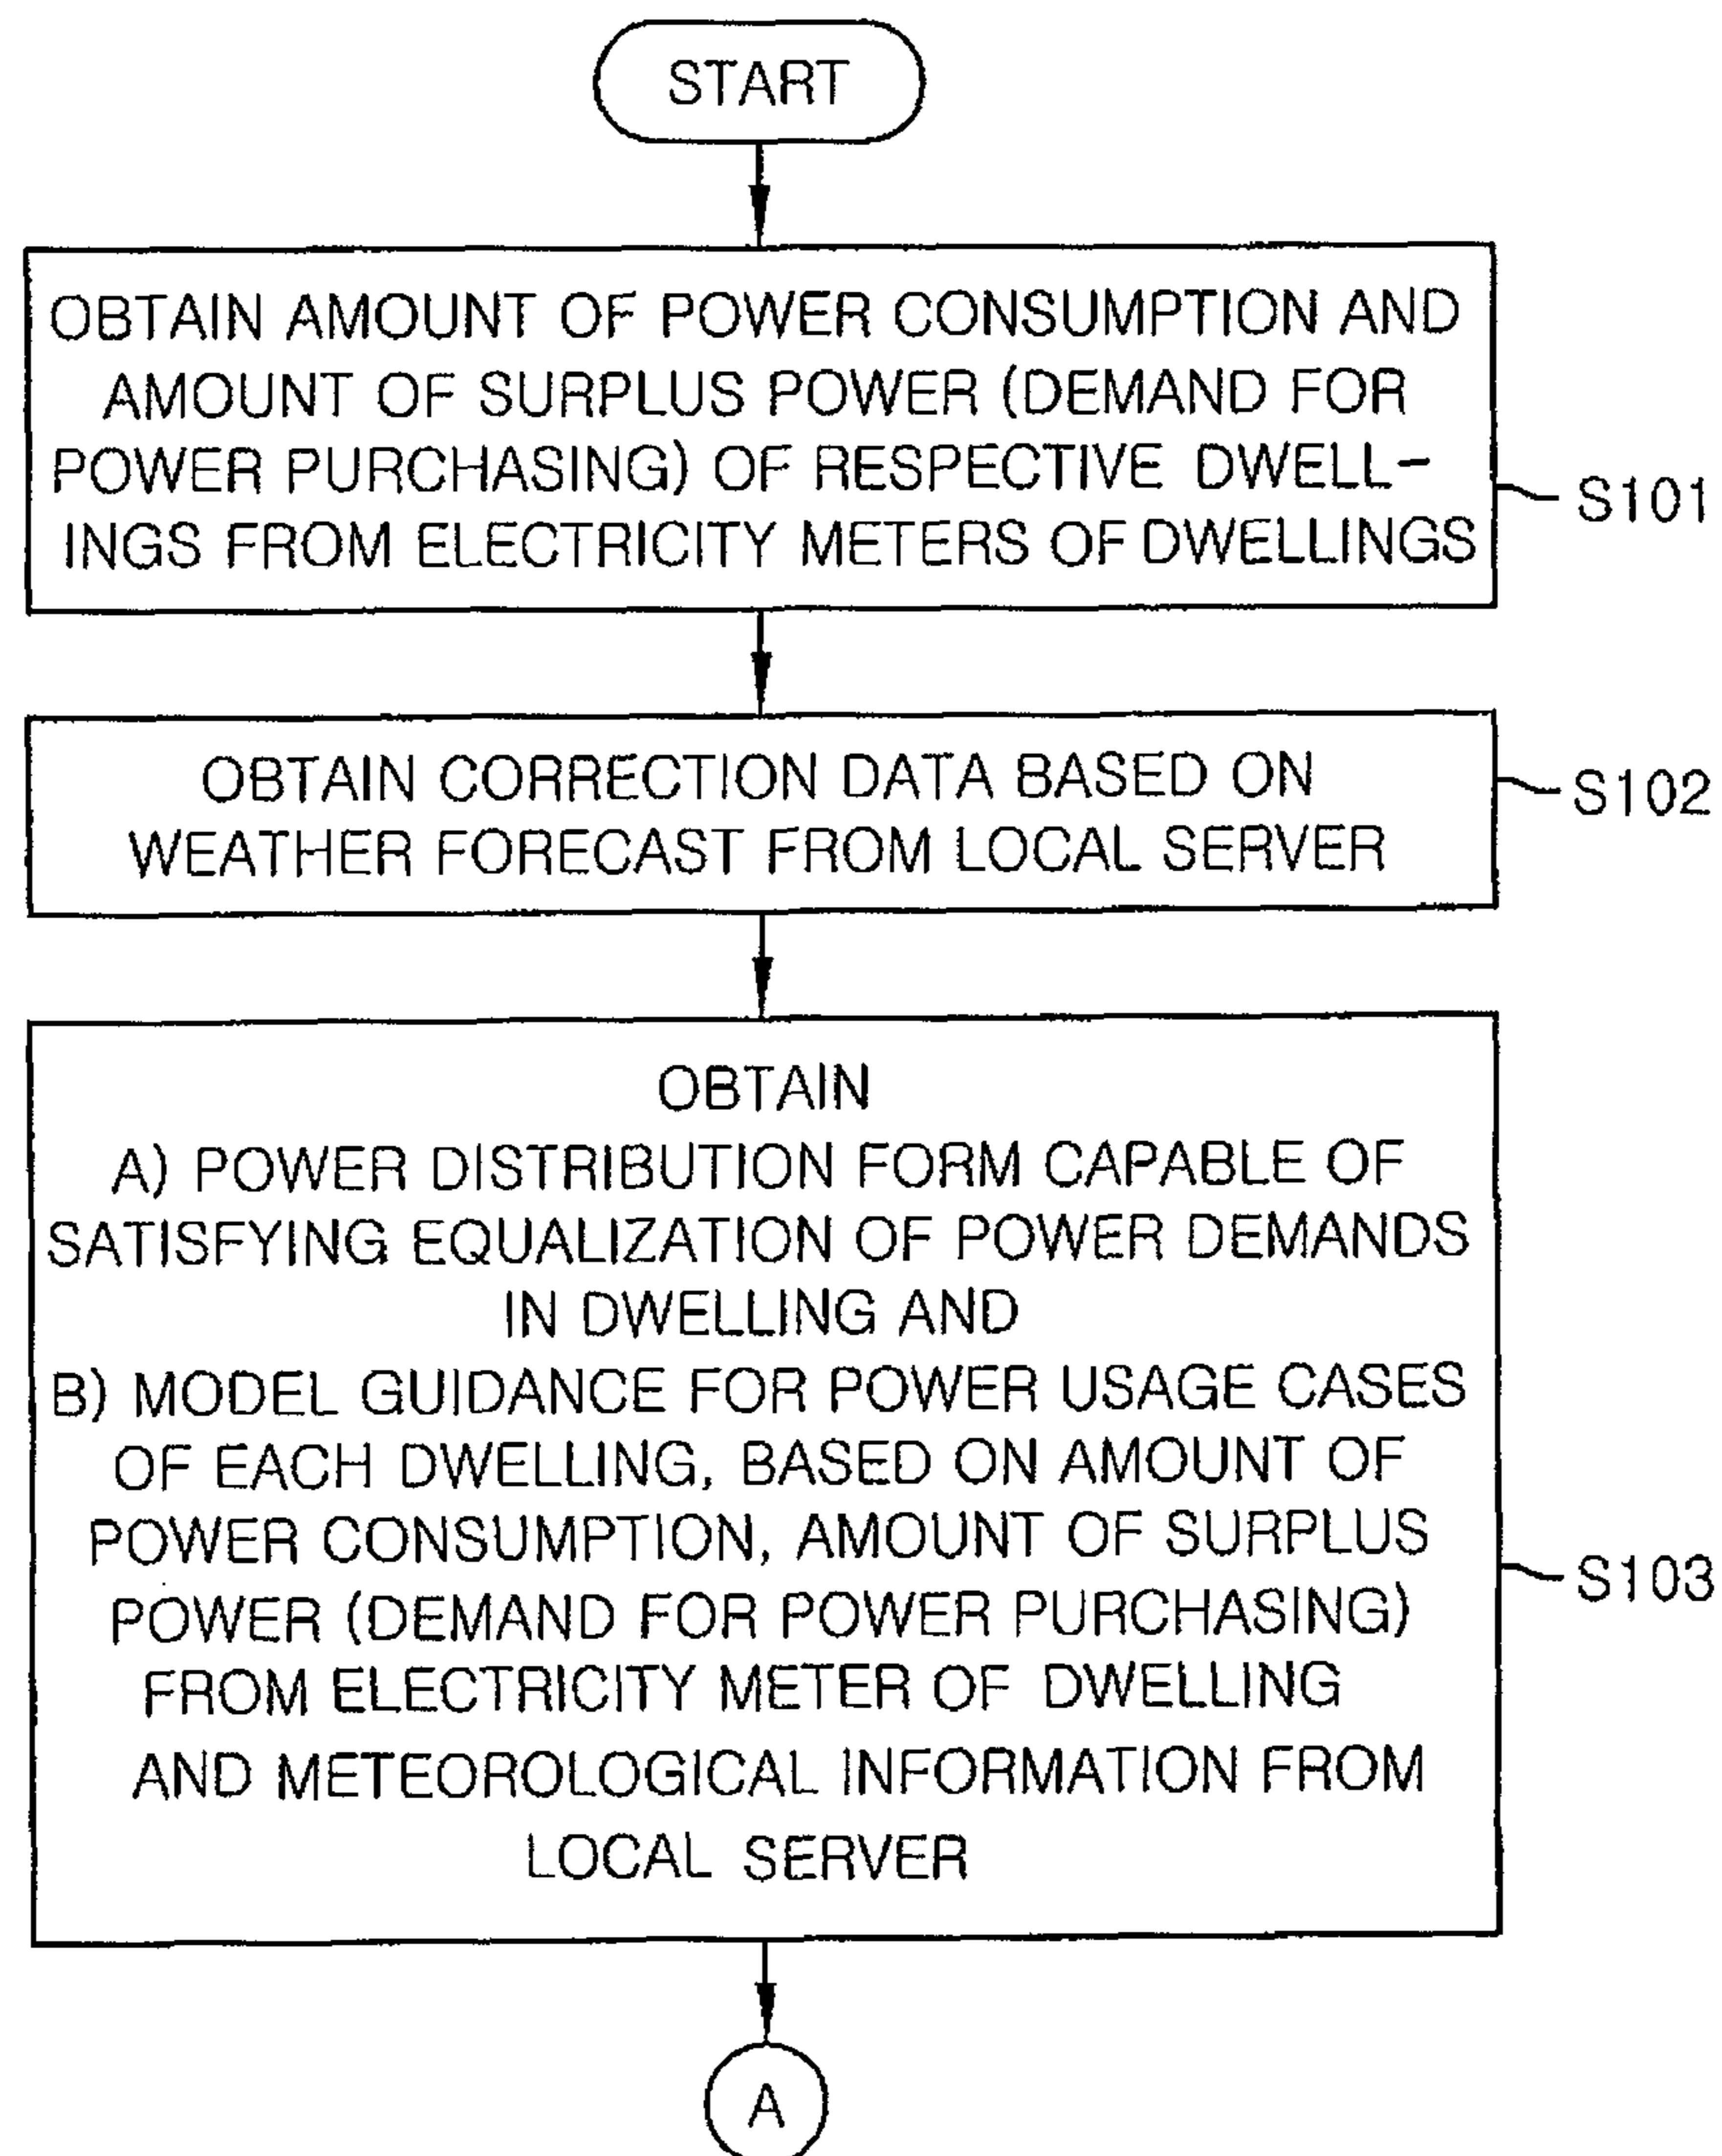 START
OBTAIN AMOUNT OF POWER CONSUMPTION AND
AMOUNT OF SURPLUS POWER (DEMAND FOR
POWER PURCHASING) OF RESPECTIVE DWELL-
INGS FROM ELECTRICITY METERS OF DWELLINGS
S101
OBTAIN CORRECTION DATA BASED ON
WEATHER FORECAST FROM LOCAL SERVER
S102
OBTAIN
A) POWER DISTRIBUTION FORM CAPABLE OF
SATISFYING EQUALIZATION OF POWER DEMANDS
IN DWELLING AND
B) MODEL GUIDANCE FOR POWER USAGE CASES
OF EACH DWELLING, BASED ON AMOUNT OF
POWER CONSUMPTION, AMOUNT OF SURPLUS
POWER (DEMAND FOR POWER PURCHASING)
FROM ELECTRICITY METER OF DWELLING
AND METEOROLOGICAL INFORMATION FROM
LOCAL SERVER
S103
A